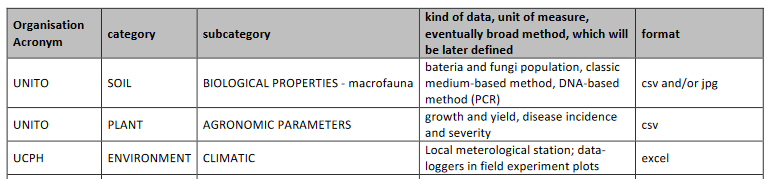 Organisation Acronym | category | subcategory | kind of data, unit of measure, eventually broad method, which will be later defined | format
UNITO | SOIL | BIOLOGICAL PROPERTIES - macrofauna | bateria and fungi population, classic medium-based method, DNA-based method (PCR) | csv and/or jpg
UNITO | PLANT | AGRONOMIC PARAMETERS | growth and yield, disease incidence and severity | csv
UCPH | ENVIRONMENT | CLIMATIC | Local meterological station; data-loggers in field experiment plots | excel